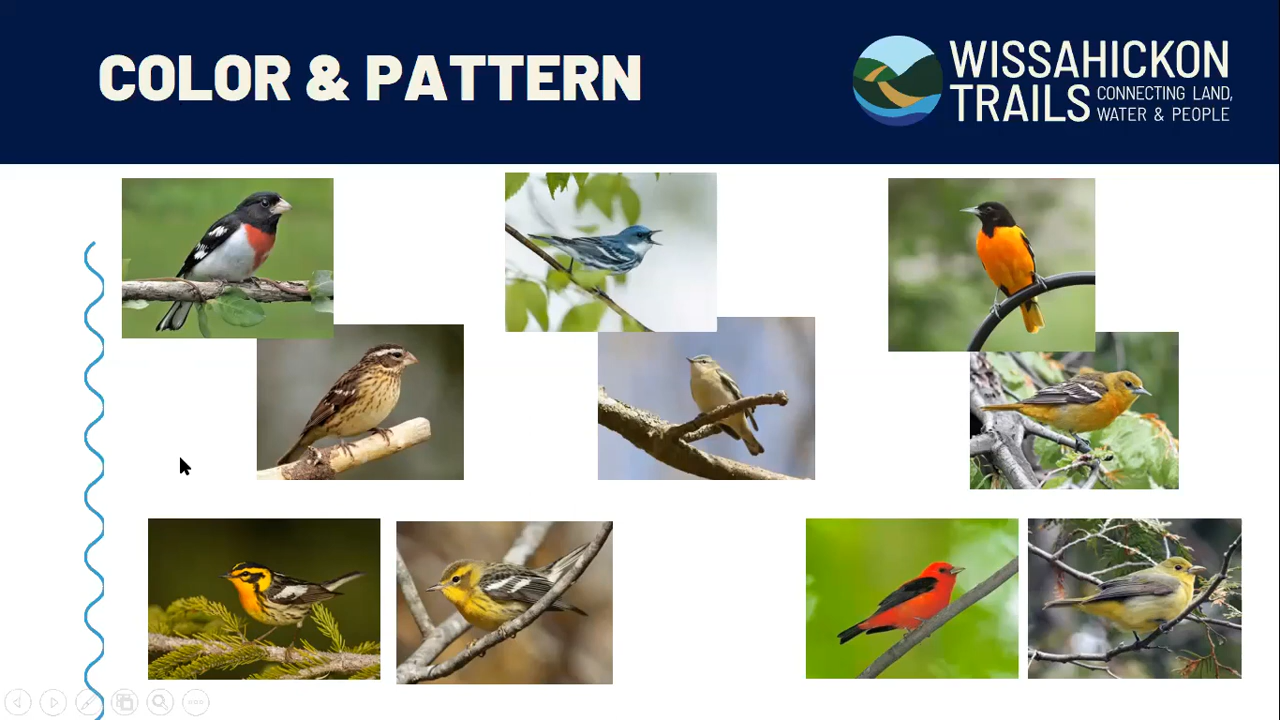 COLOR & PATTERN
WISSAHICKON
TRAILS
CONNECTING LAND,
WATER & PEOPLE